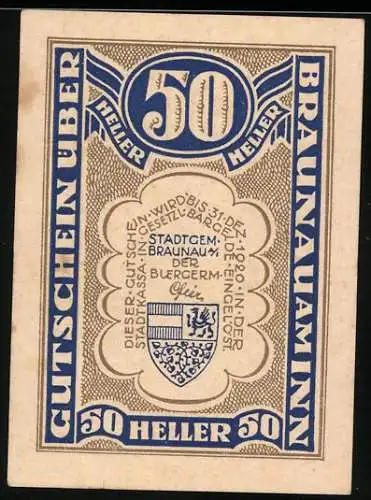 GUTSCHEIN ÜBER
50
HELLER HELLER
BRAUNAU AM INN
DIESER · GUTSCHEIN · WIRD · BIS · 31 · DEZ · 1920 · IN · DER
STADTKASSA · IN · GESETZL · BARGELDE · EINGELÖST
STADTGEM·
BRAUNAU a/I
DER
BUERGERM·
50 HELLER 50